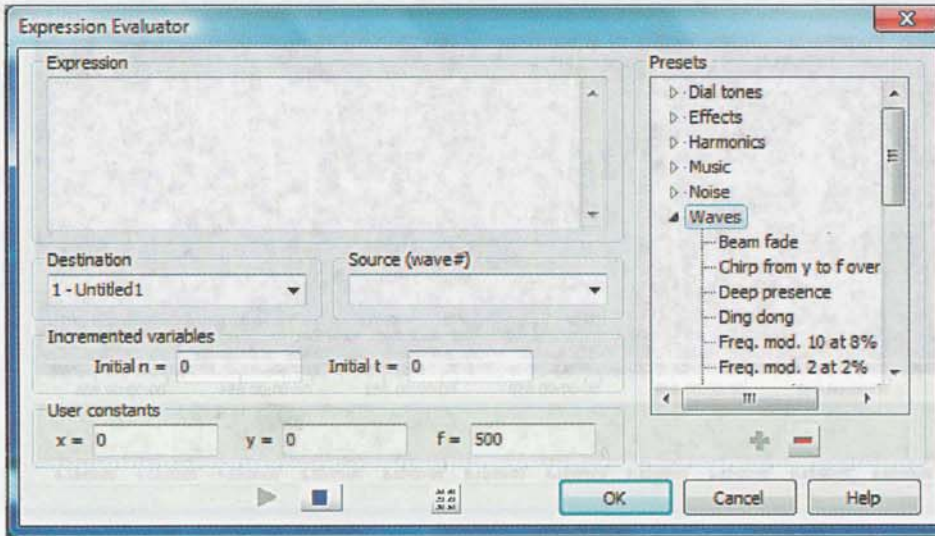 Expression Evaluator
Expression
Destination
1 - Untitled1
Source (wave#)
Incremented variables
Initial n = 0
Initial t = 0
User constants
x = 0
y = 0
f = 500
Presets
Dial tones
Effects
Harmonics
Music
Noise
Waves
Beam fade
Chirp from y to f over
Deep presence
Ding dong
Freq. mod. 10 at 8%
Freq. mod. 2 at 2%
OK
Cancel
Help